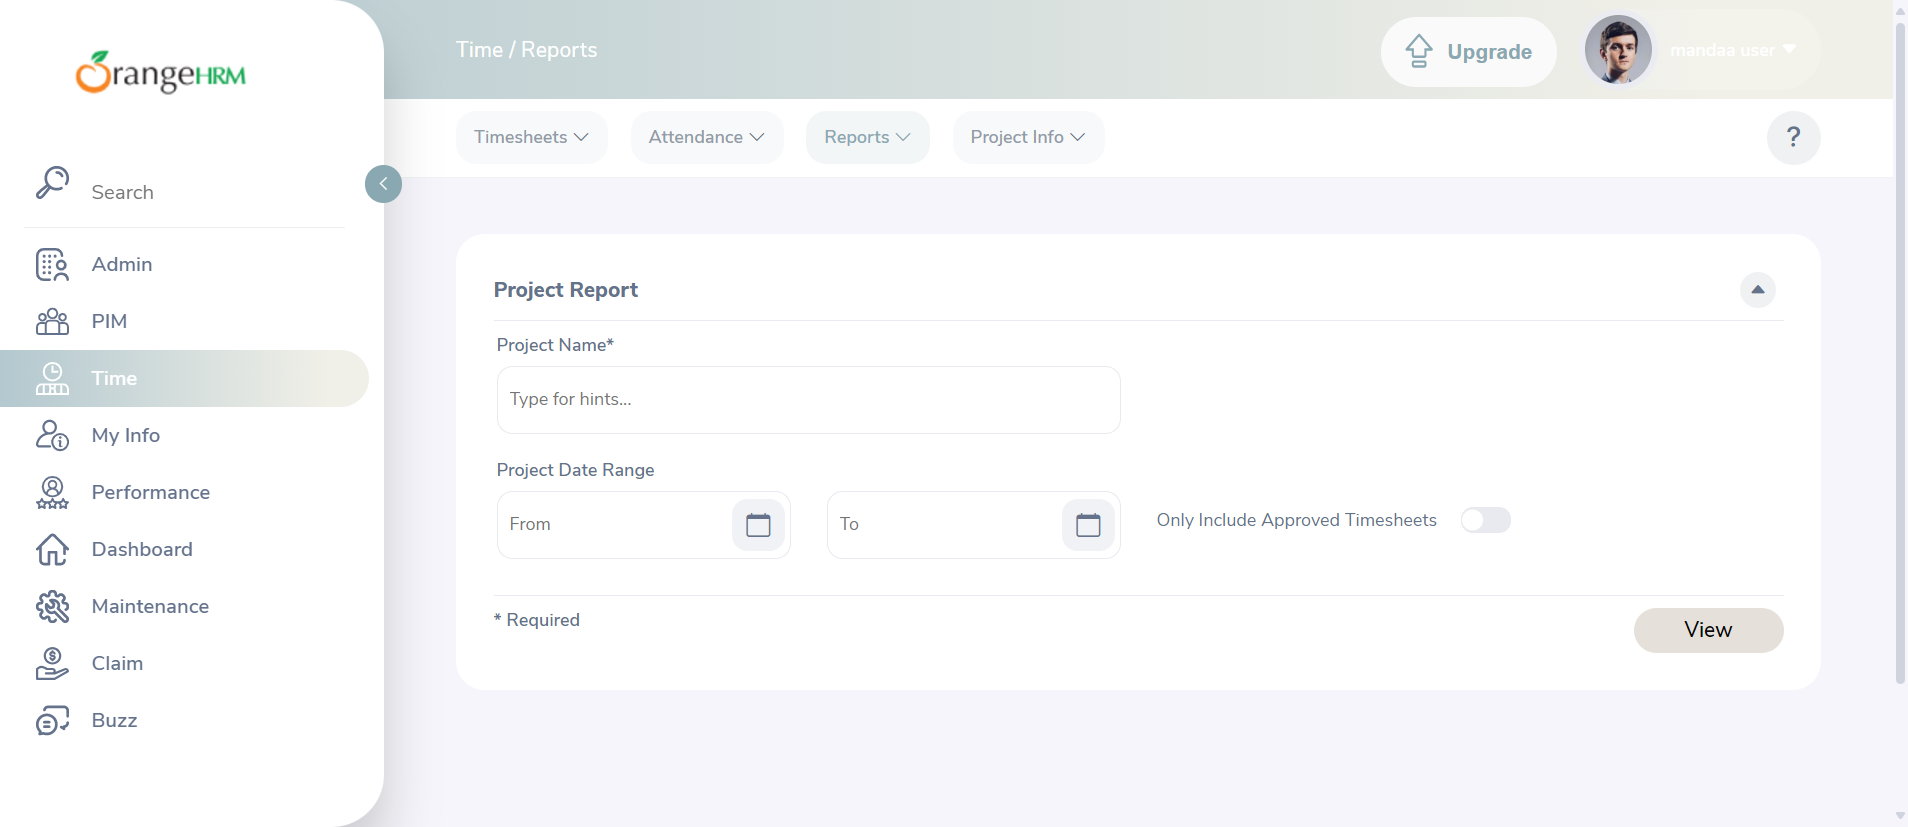 OrangeHRM
Time / Reports
Upgrade
mandaa user
Timesheets
Attendance
Reports
Project Info
?
Search
Admin
PIM
Time
My Info
Performance
Dashboard
Maintenance
Claim
Buzz
Project Report
Project Name*
Type for hints...
Project Date Range
From
To
Only Include Approved Timesheets
* Required
View